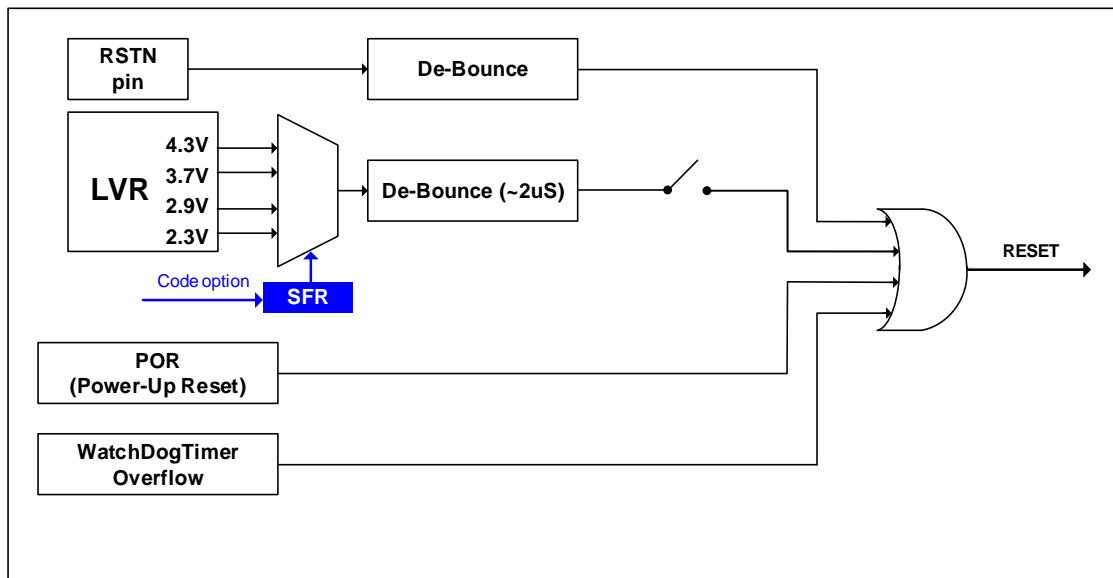 RSTN
pin
De-Bounce
LVR
4.3V
3.7V
2.9V
2.3V
De-Bounce (~2uS)
Code option
SFR
RESET
POR
(Power-Up Reset)
WatchDogTimer
Overflow